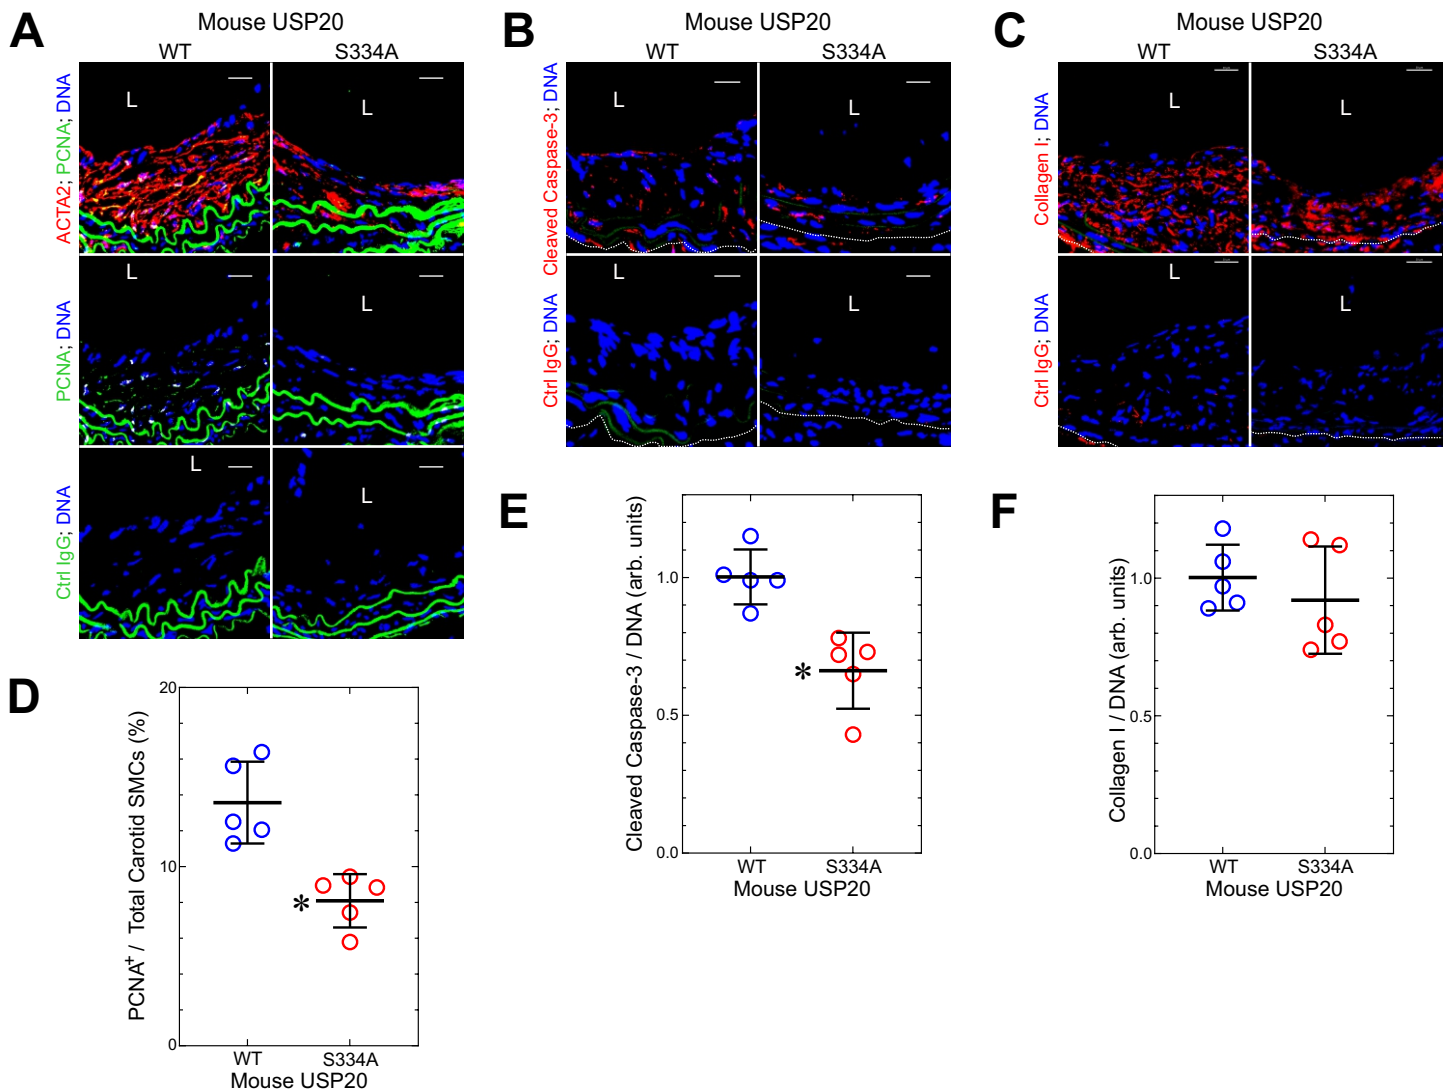 A
Mouse USP20
WT
S334A
ACTA2; PCNA; DNA
L
L
PCNA; DNA
L
L
Ctrl IgG; DNA
L
L
B
Mouse USP20
WT
S334A
Cleaved Caspase-3; DNA
L
L
Ctrl IgG; DNA
L
L
C
Mouse USP20
WT
S334A
Collagen I; DNA
L
L
Ctrl IgG; DNA
L
L
D
PCNA+ / Total Carotid SMCs (%)
20
10
0
*
WT
S334A
Mouse USP20
E
Cleaved Caspase-3 / DNA (arb. units)
1.0
0.5
0.0
*
WT
S334A
Mouse USP20
F
Collagen I / DNA (arb. units)
1.0
0.5
0.0
WT
S334A
Mouse USP20